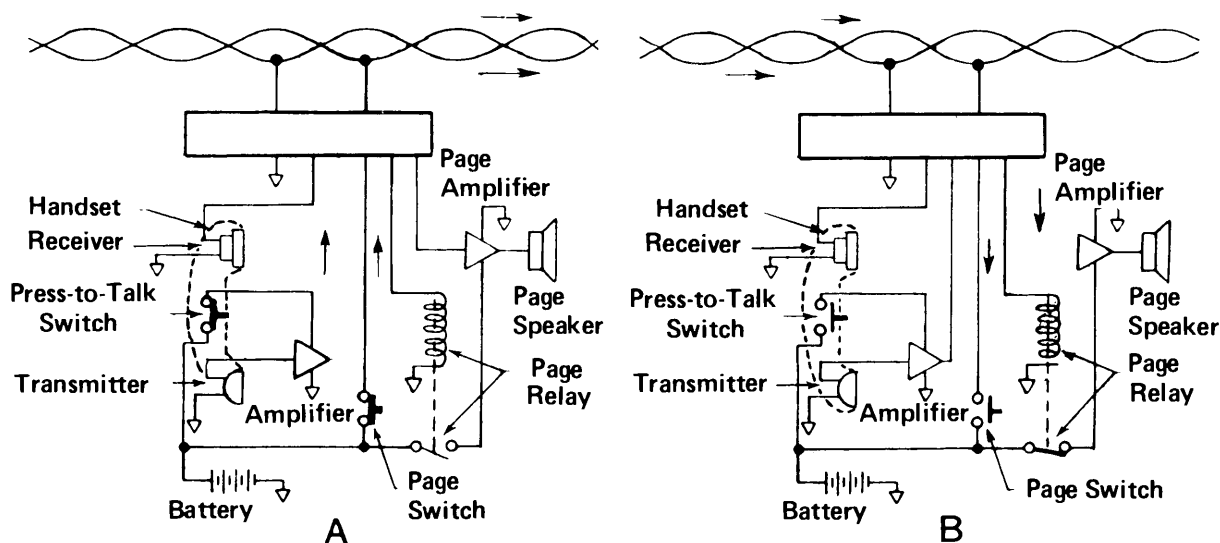 Page
Amplifier
Handset
Receiver
Press-to-Talk
Switch
Page
Speaker
Transmitter
Page
Relay
Amplifier
Page
Switch
Battery
A
Page
Amplifier
Handset
Receiver
Press-to-Talk
Switch
Page
Speaker
Transmitter
Page
Relay
Amplifier
Page Switch
Battery
B